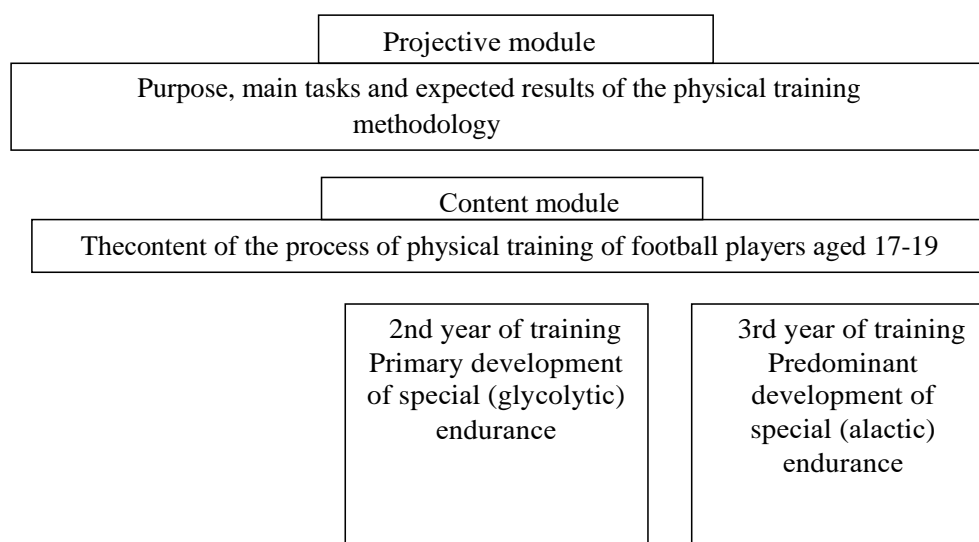 Projective module
Purpose, main tasks and expected results of the physical training
methodology
Content module
Thecontent of the process of physical training of football players aged 17-19
2nd year of training
Primary development
of special (glycolytic)
endurance
3rd year of training
Predominant
development of
special (alactic)
endurance